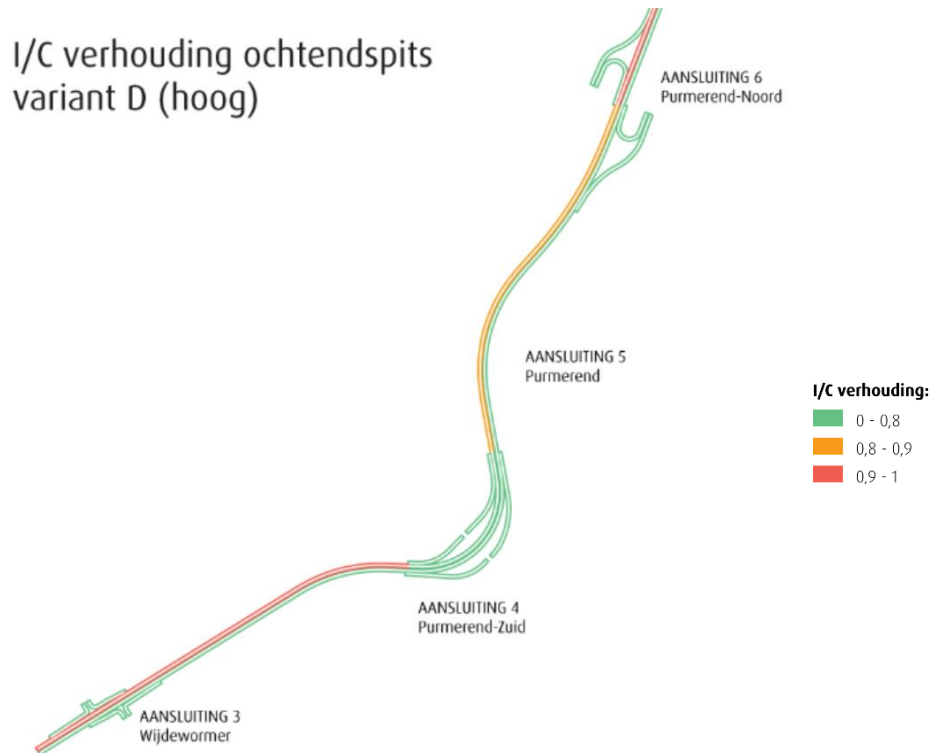 I/C verhouding ochtendspits
variant D (hoog)
AANSLUITING 6
Purmerend-Noord
AANSLUITING 5
Purmerend
I/C verhouding:
0 - 0,8
0,8 - 0,9
0,9 - 1
AANSLUITING 4
Purmerend-Zuid
AANSLUITING 3
Wijdewormer